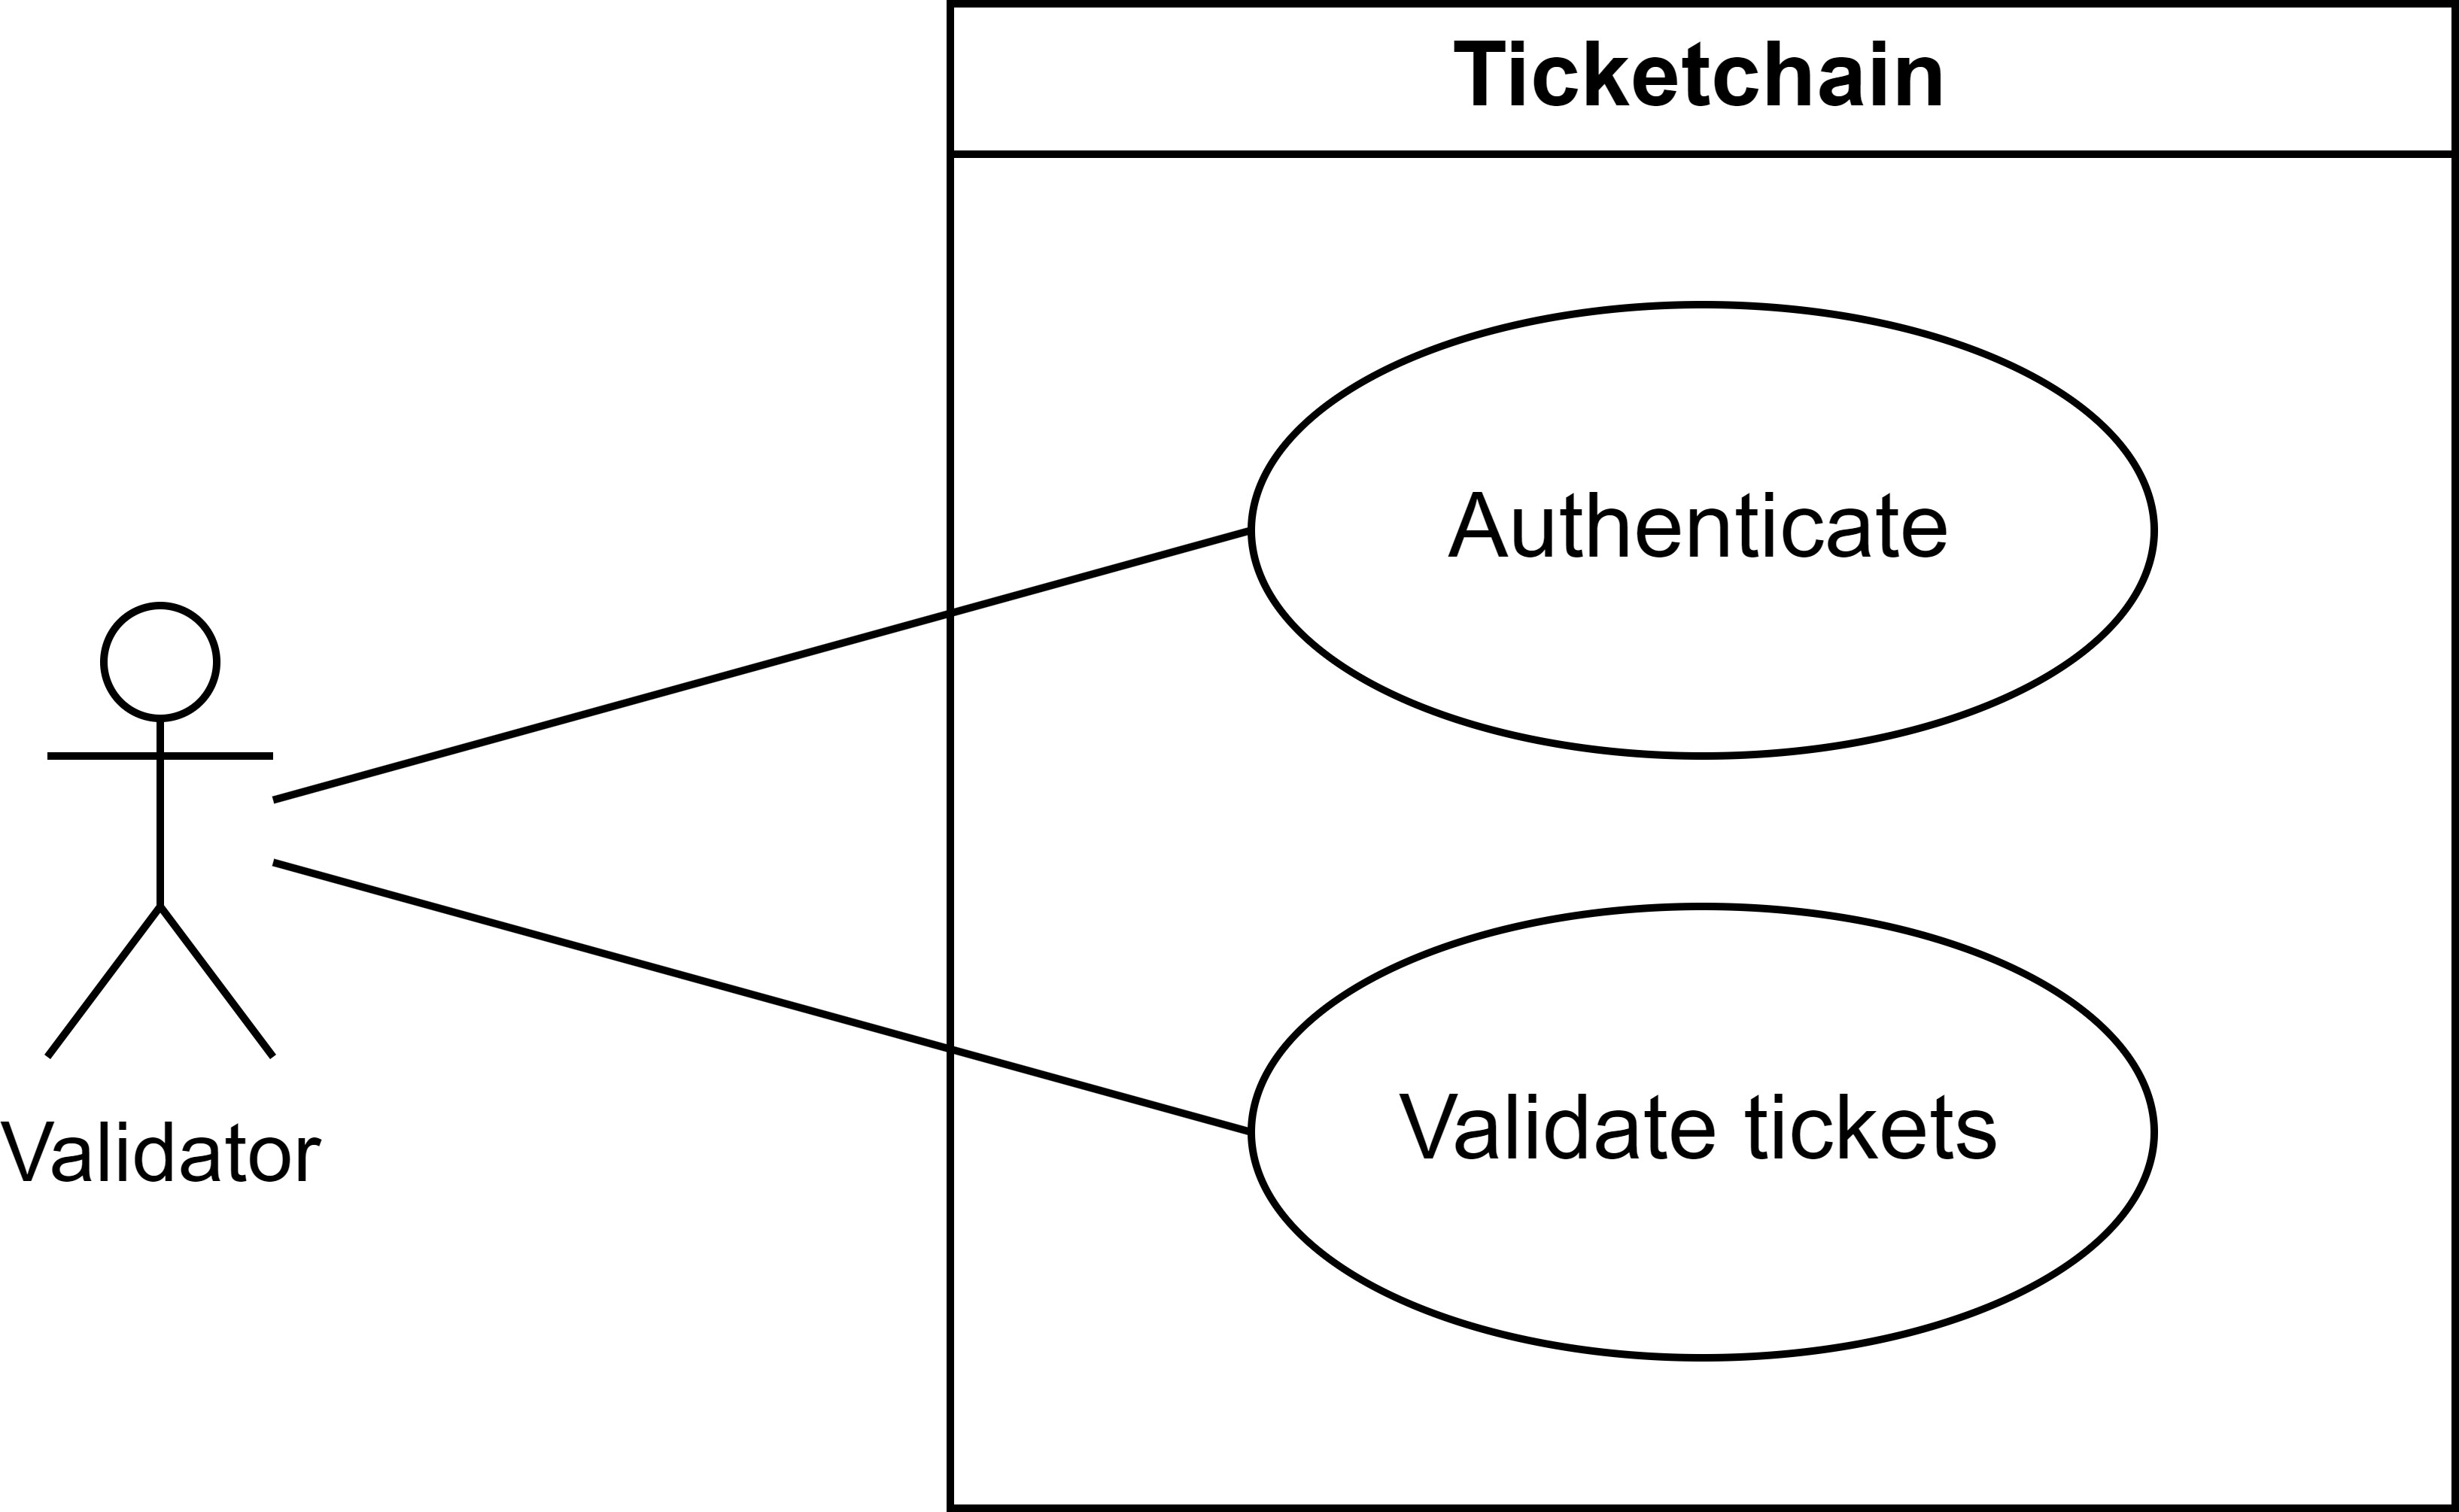 Ticketchain
Authenticate
Validate tickets
Validator